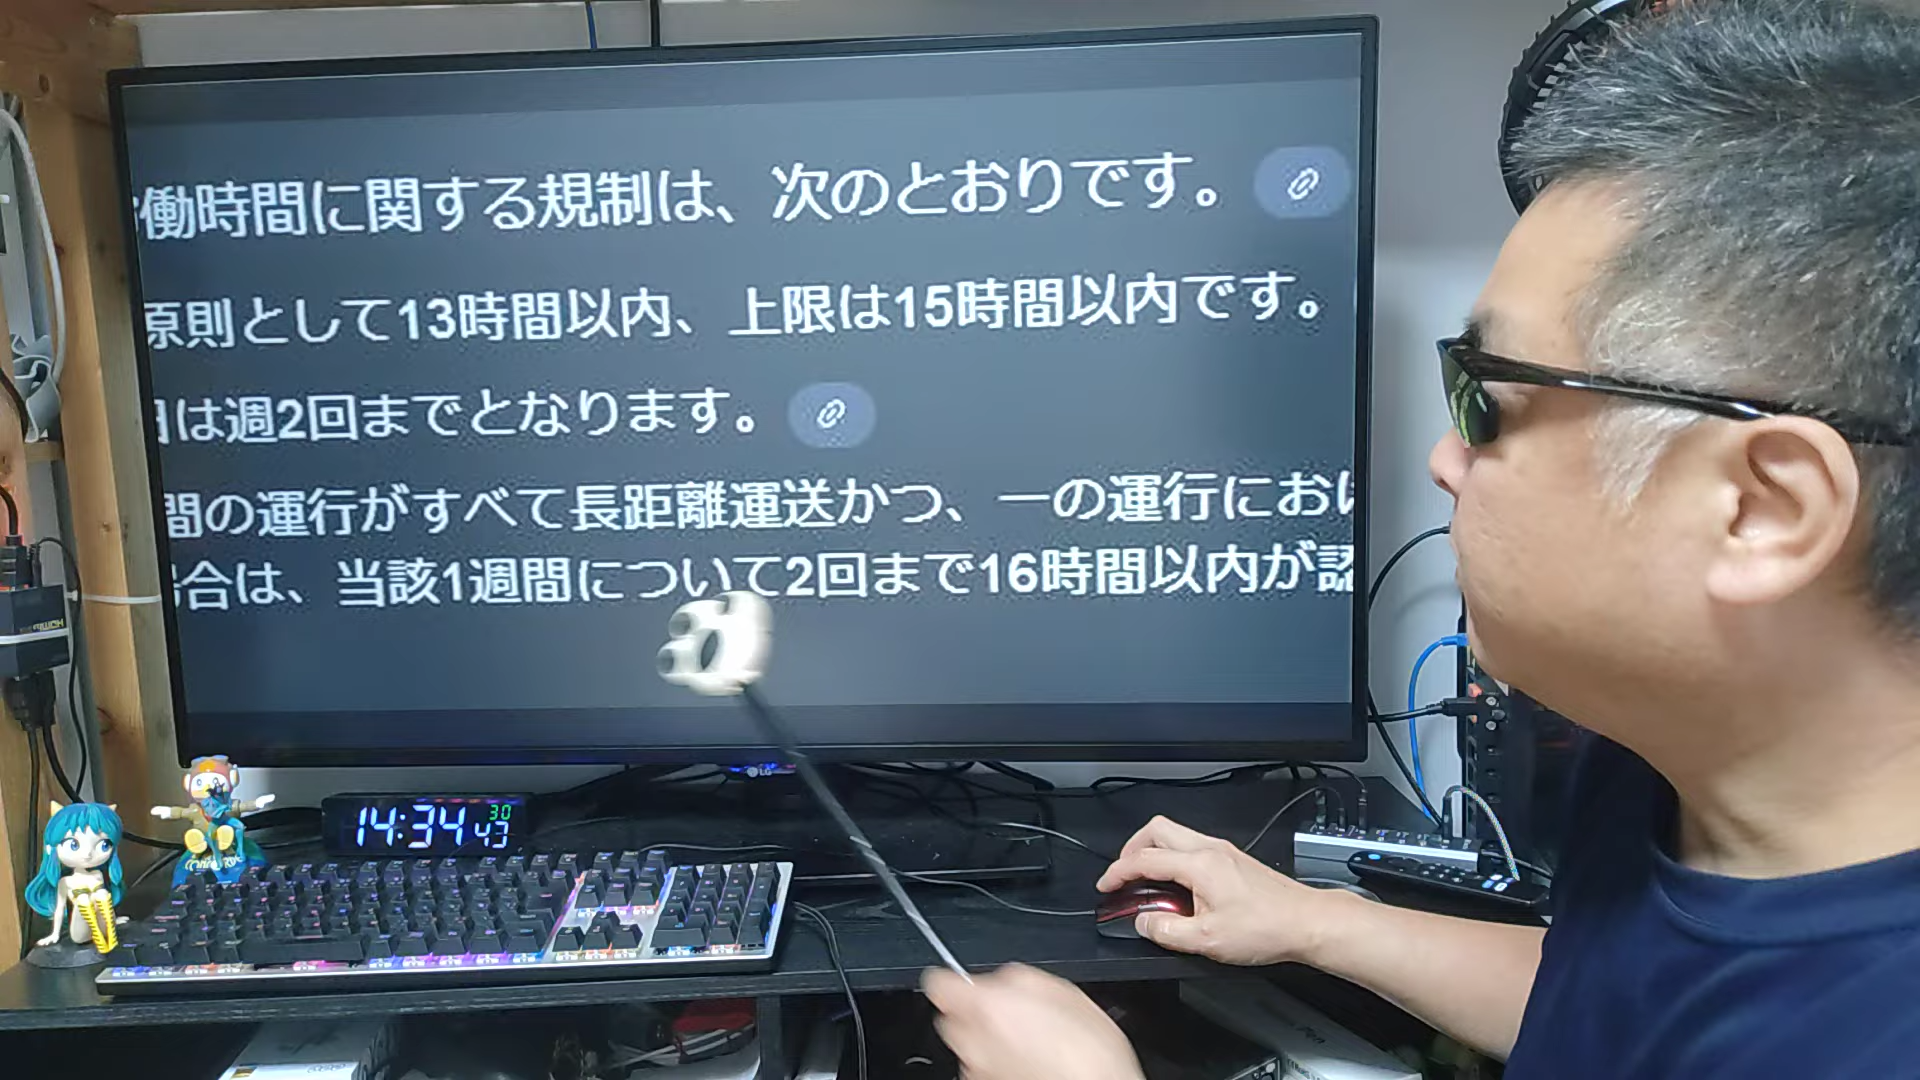 働時間に関する規制は、次のとおりです。
原則として13時間以内、上限は15時間以内です。
は週2回までとなります。
間の運行がすべて長距離運送かつ、一の運行におい
合は、当該1週間について2回まで16時間以内が認
LG
14:34 43
30